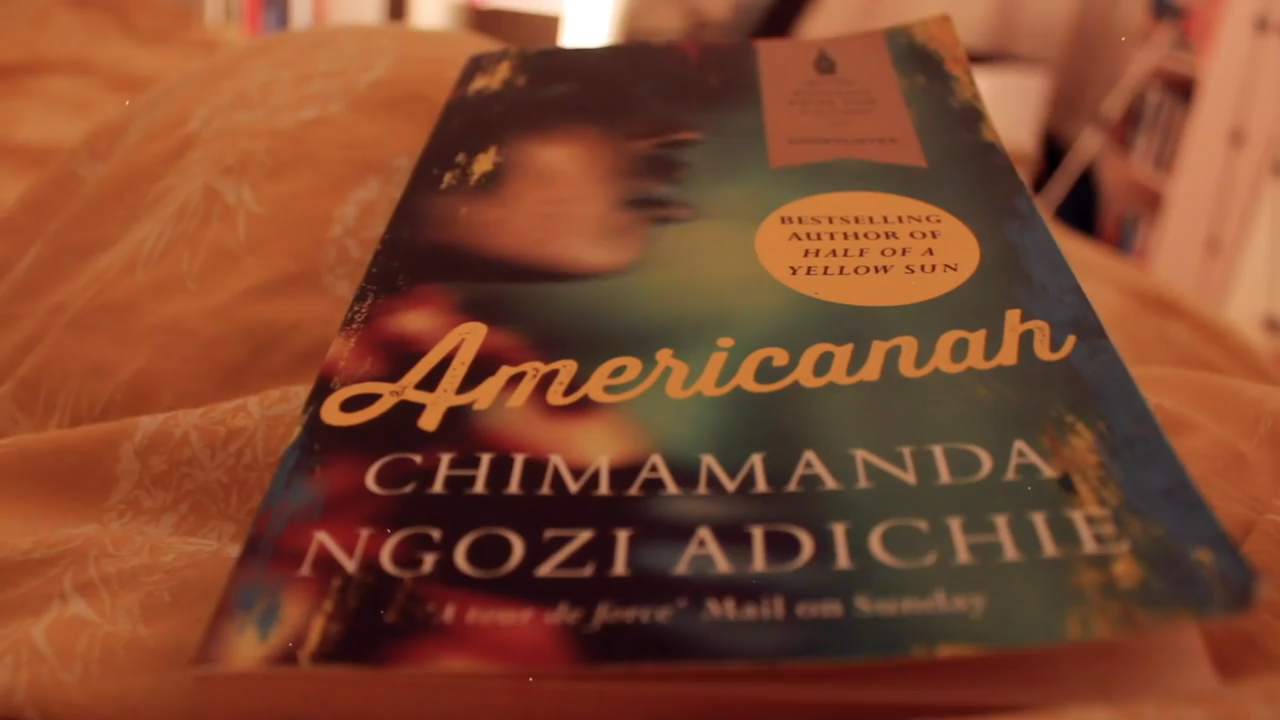 BESTSELLING
AUTHOR OF
HALF OF A
YELLOW SUN
Americanah
CHIMAMANDA
NGOZI ADICHIE
'A tour de force' Mail on Sunday